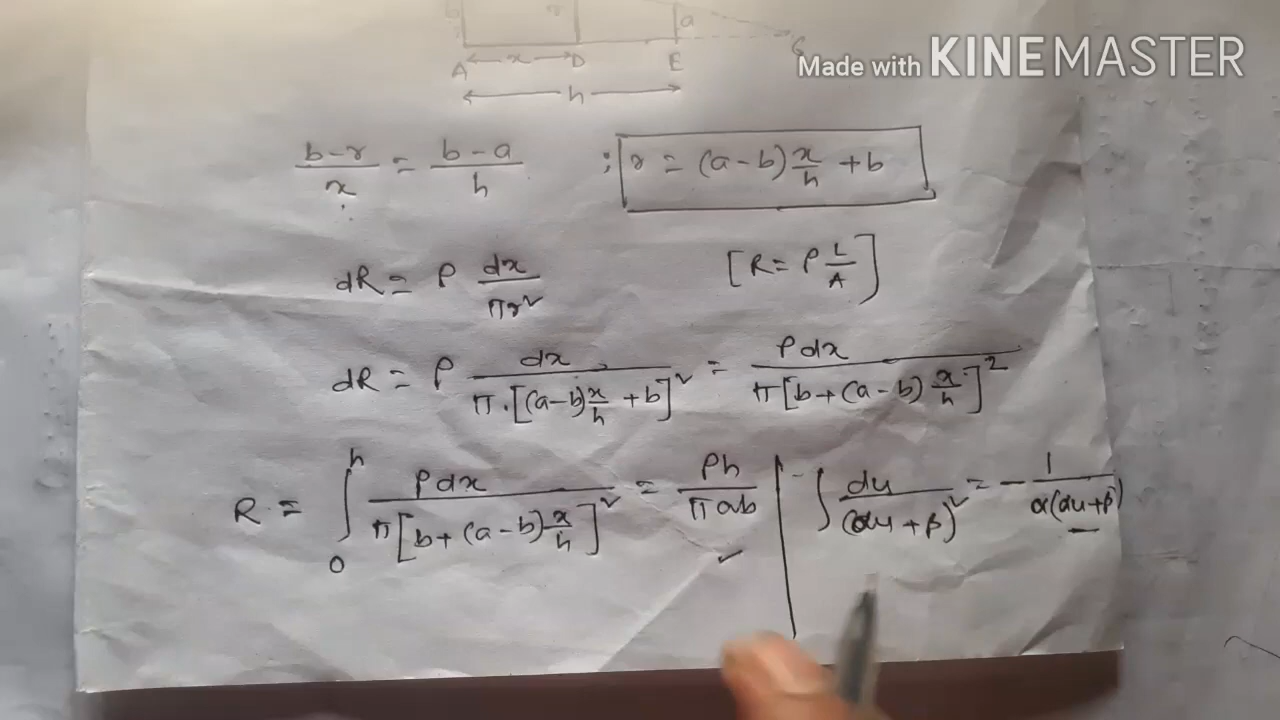 a
A x D E
Made with KINEMASTER
h
b-r/x = b-a/h ; r = (a-b) x/h + b
dR = ρ dx/πr² [R = ρ L/A]
dR = ρ dx/π.[(a-b)x/h + b]² = ρdx/π[b+(a-b) x/h]²
R = ∫₀ʰ ρdx/π[b+(a-b)x/h]² = ρh/πab ∫ du/(αu+β)² = - 1/α(αu+β)